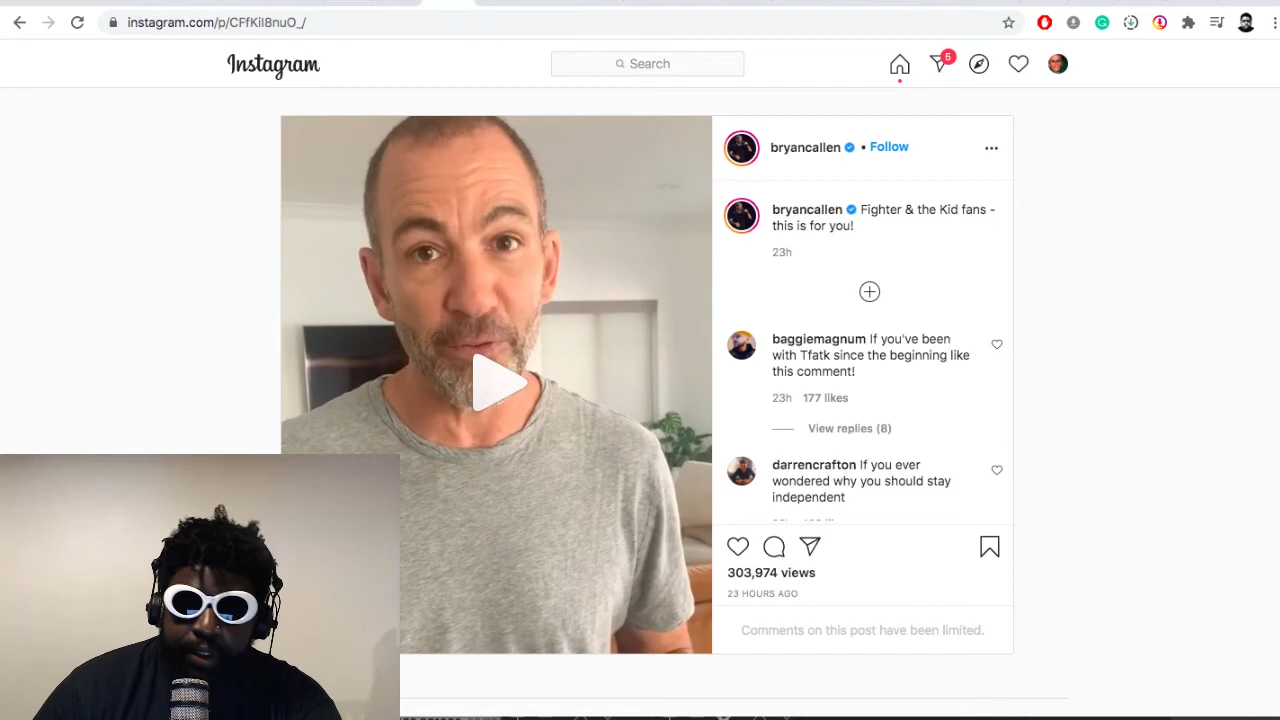 instagram.com/p/CFfKil8nuO_/
Instagram
Search
5
bryancallen • Follow
bryancallen Fighter & the Kid fans -
this is for you!
23h
baggiemagnum If you've been
with Tfatk since the beginning like
this comment!
23h 177 likes
View replies (8)
darrencrafton If you ever
wondered why you should stay
independent
303,974 views
23 HOURS AGO
Comments on this post have been limited.